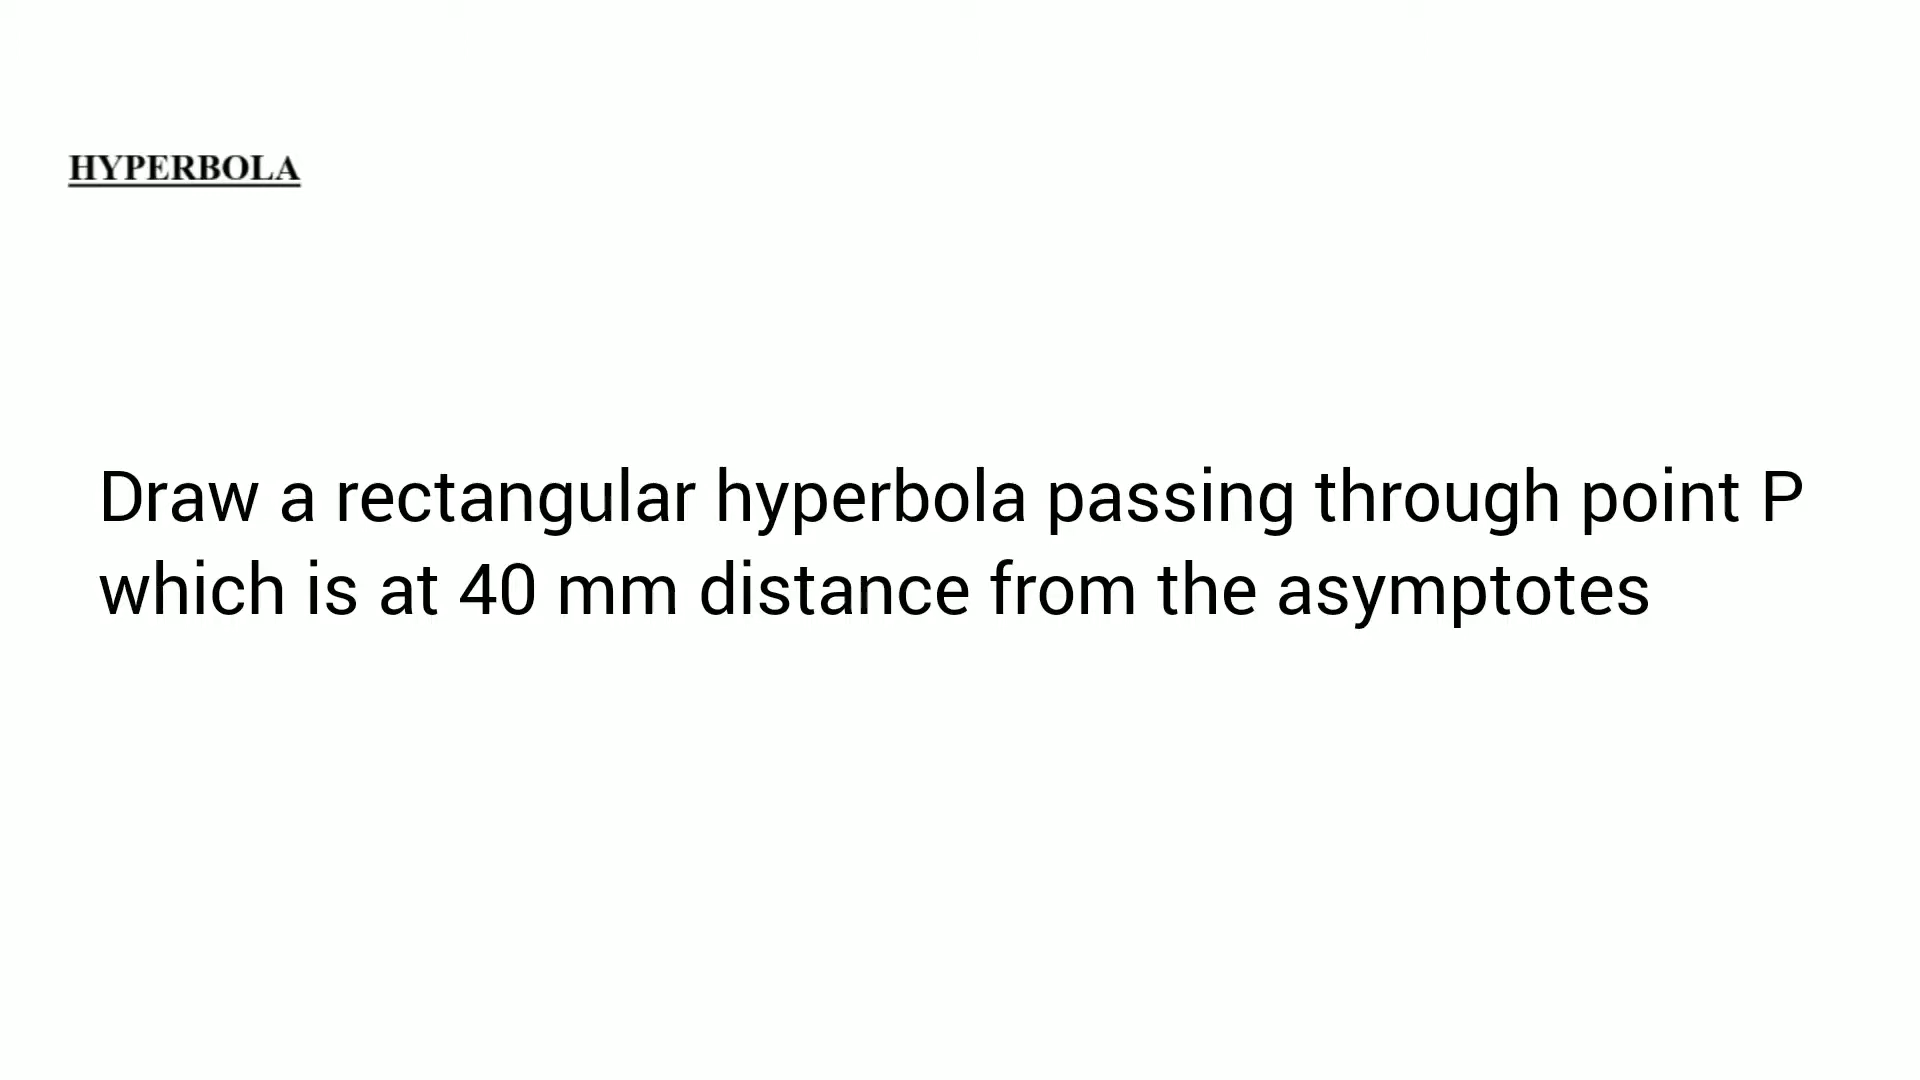 HYPERBOLA
Draw a rectangular hyperbola passing through point P
which is at 40 mm distance from the asymptotes